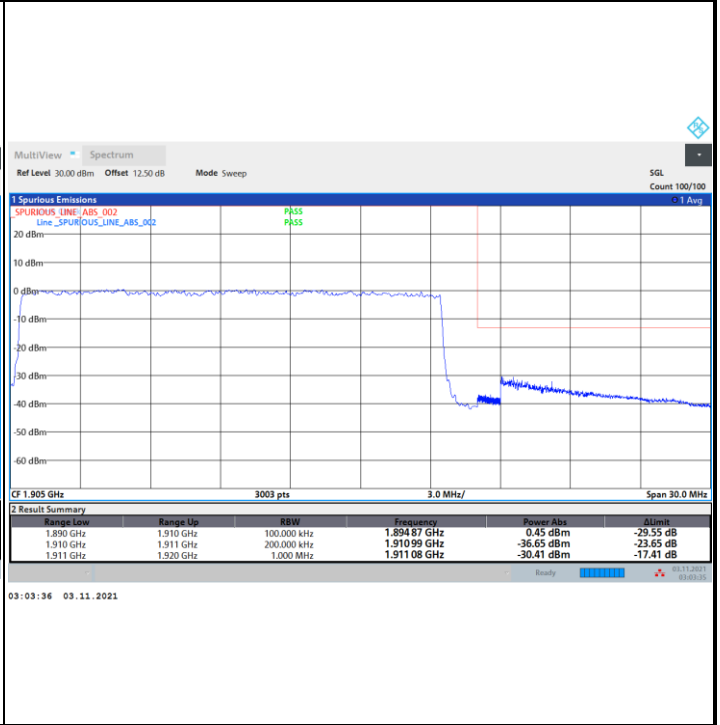 MultiView Spectrum
Ref Level 30.00 dBm Offset 12.50 dB Mode Sweep SGL
Count 100/100
1 Spurious Emissions 1 Avg
_SPURIOUS_LINE_ABS_002 PASS
Line _SPURIOUS_LINE_ABS_002 PASS
20 dBm
10 dBm
0 dBm
-10 dBm
-20 dBm
-30 dBm
-40 dBm
-50 dBm
-60 dBm
CF 1.905 GHz 3003 pts 3.0 MHz/ Span 30.0 MHz
2 Result Summary
Range Low Range Up RBW Frequency Power Abs ΔLimit
1.890 GHz 1.910 GHz 100.000 kHz 1.894 87 GHz 0.45 dBm -29.55 dB
1.910 GHz 1.911 GHz 200.000 kHz 1.910 99 GHz -36.65 dBm -23.65 dB
1.911 GHz 1.920 GHz 1.000 MHz 1.911 08 GHz -30.41 dBm -17.41 dB
Ready 03.11.2021
03:03:35
03:03:36 03.11.2021